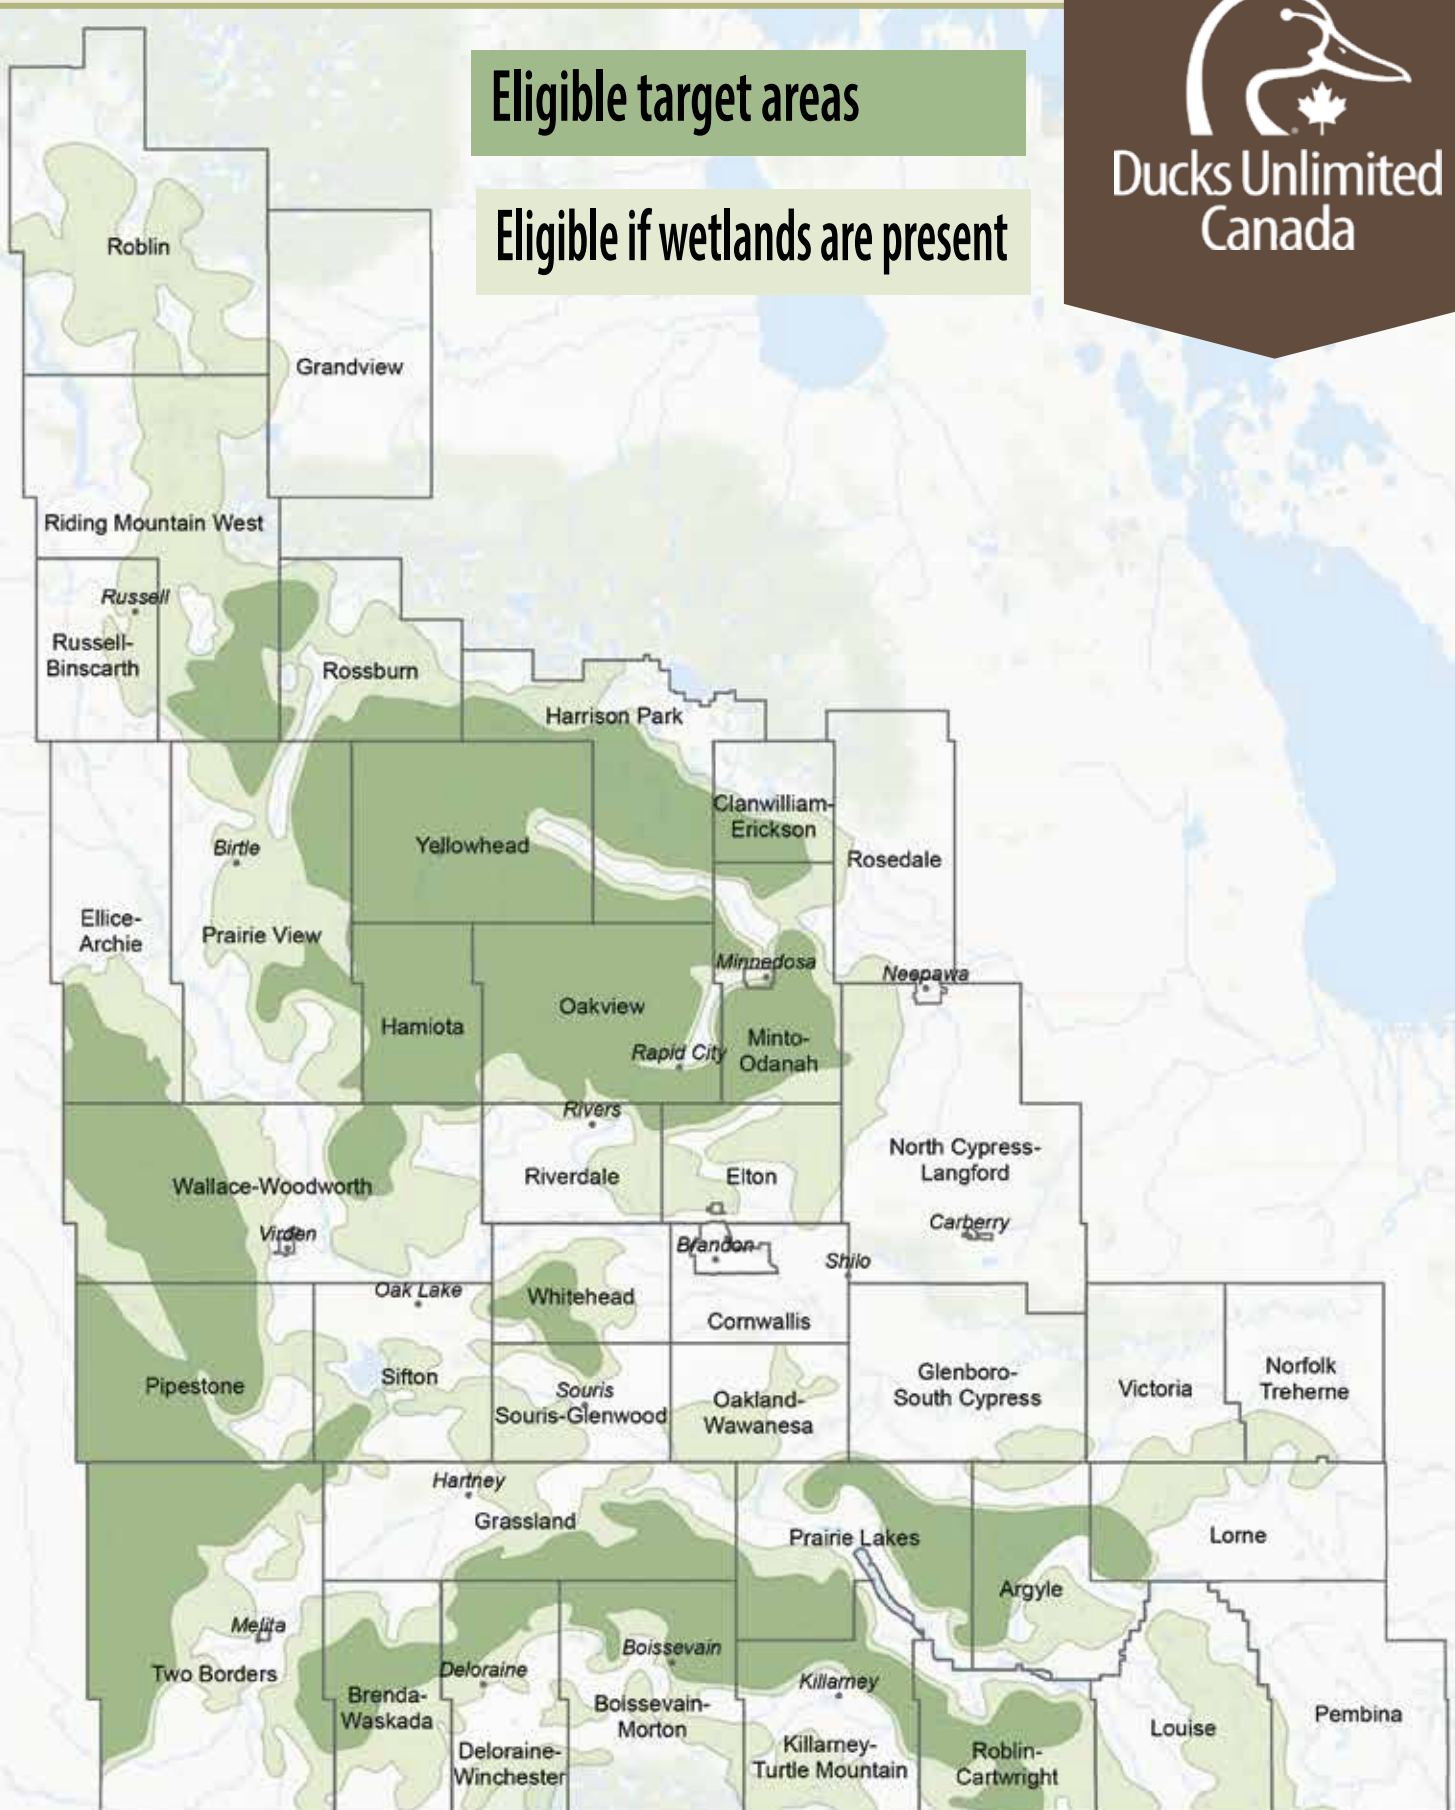 Eligible target areas
Eligible if wetlands are present
Ducks Unlimited
Canada
Roblin
Grandview
Riding Mountain West
Russell
Russell-
Binscarth
Rossburn
Harrison Park
Clanwilliam-
Erickson
Yellowhead
Birtle
Rosedale
Ellice-
Archie
Prairie View
Minnedosa
Neepawa
Oakview
Hamiota
Minto-
Odanah
Rapid City
Rivers
Riverdale
Elton
North Cypress-
Langford
Wallace-Woodworth
Virden
Carberry
Brandon
Shilo
Oak Lake
Whitehead
Cornwallis
Pipestone
Sifton
Souris
Souris-Glenwood
Oakland-
Wawanesa
Glenboro-
South Cypress
Victoria
Norfolk
Treherne
Hartney
Grassland
Prairie Lakes
Lorne
Argyle
Melita
Two Borders
Deloraine
Boissevain
Killarney
Brenda-
Waskada
Boissevain-
Morton
Louise
Pembina
Deloraine-
Winchester
Killarney-
Turtle Mountain
Roblin-
Cartwright